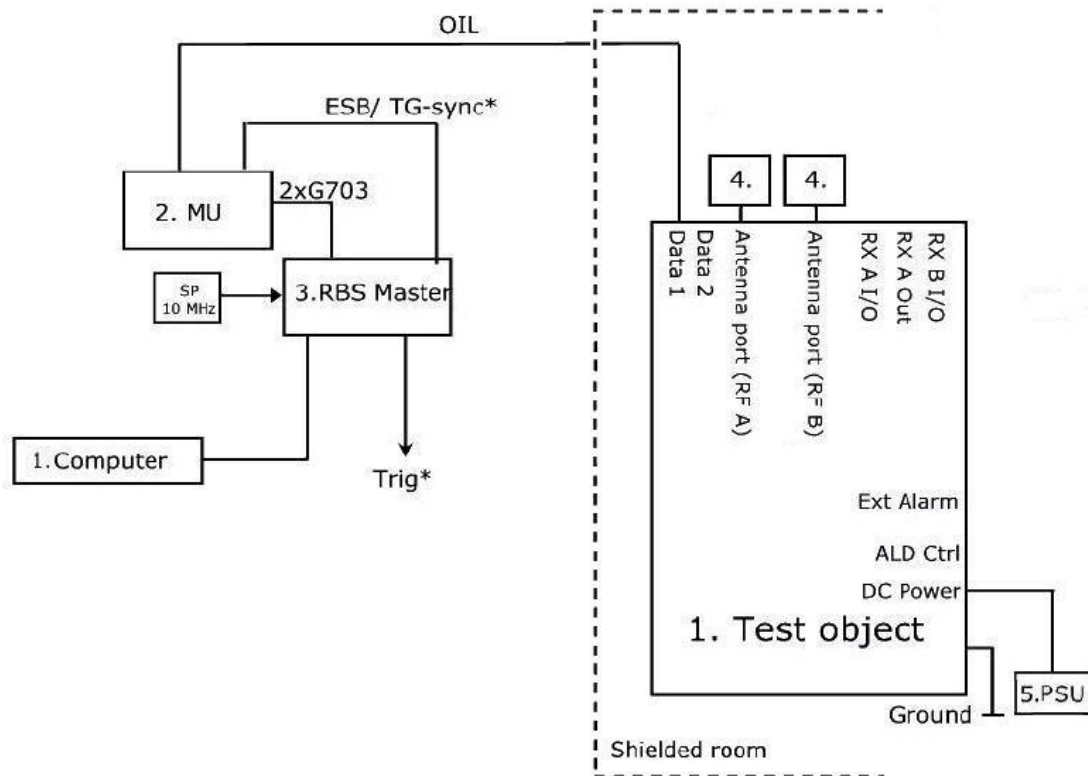 OIL
ESB/ TG-sync*
2. MU
2xG703
SP
10 MHz
3.RBS Master
1.Computer
Trig*
4.
4.
Data 1
Data 2
Antenna port (RF A)
Antenna port (RF B)
RX A I/O
RX A Out
RX B I/O
Ext Alarm
ALD Ctrl
DC Power
1. Test object
5.PSU
Ground
Shielded room